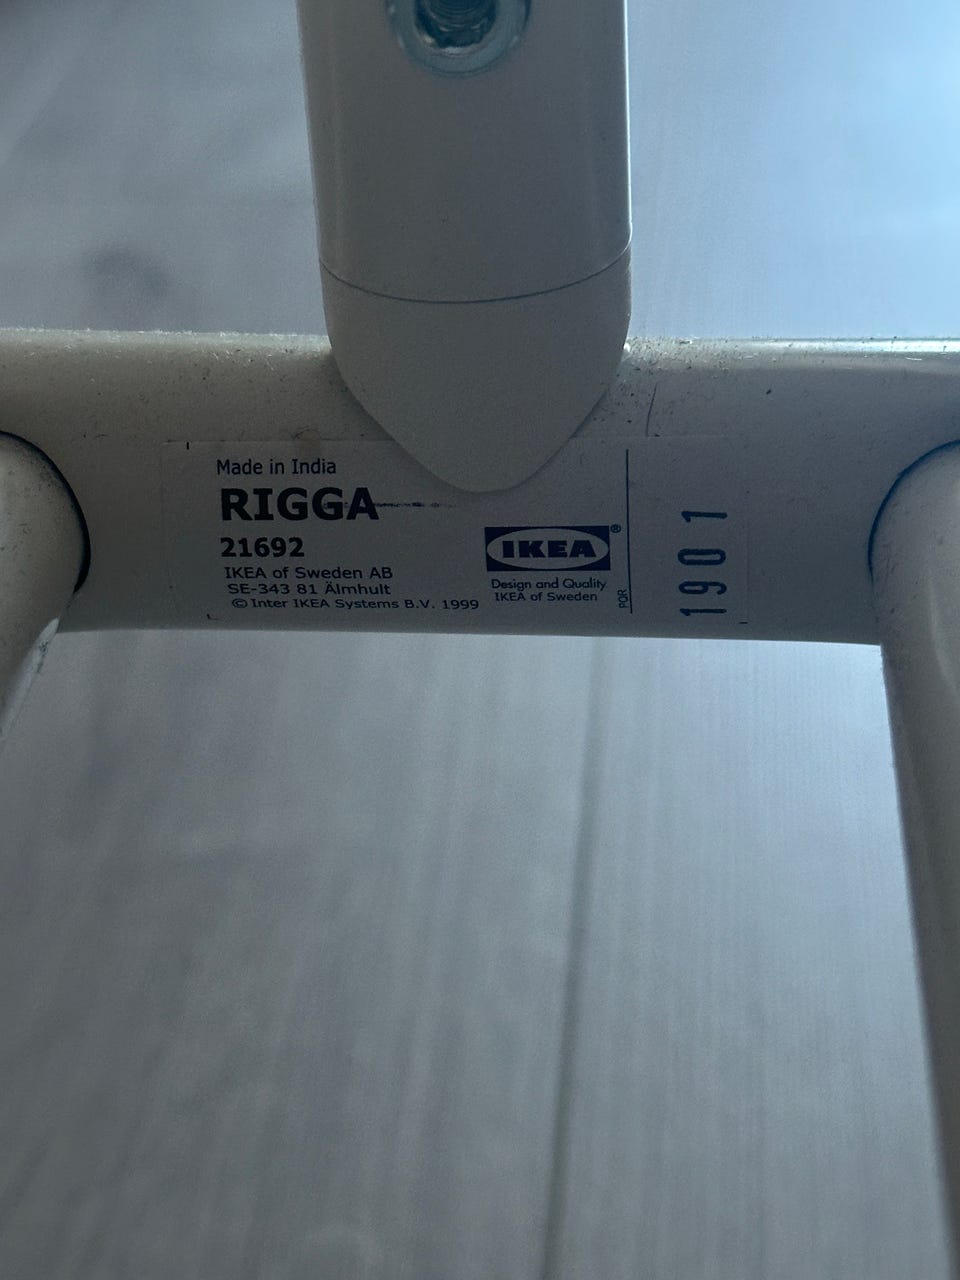 Made in India
RIGGA
21692
IKEA of Sweden AB
SE-343 81 Älmhult
© Inter IKEA Systems B.V. 1999
IKEA®
Design and Quality
IKEA of Sweden
PQR
1901